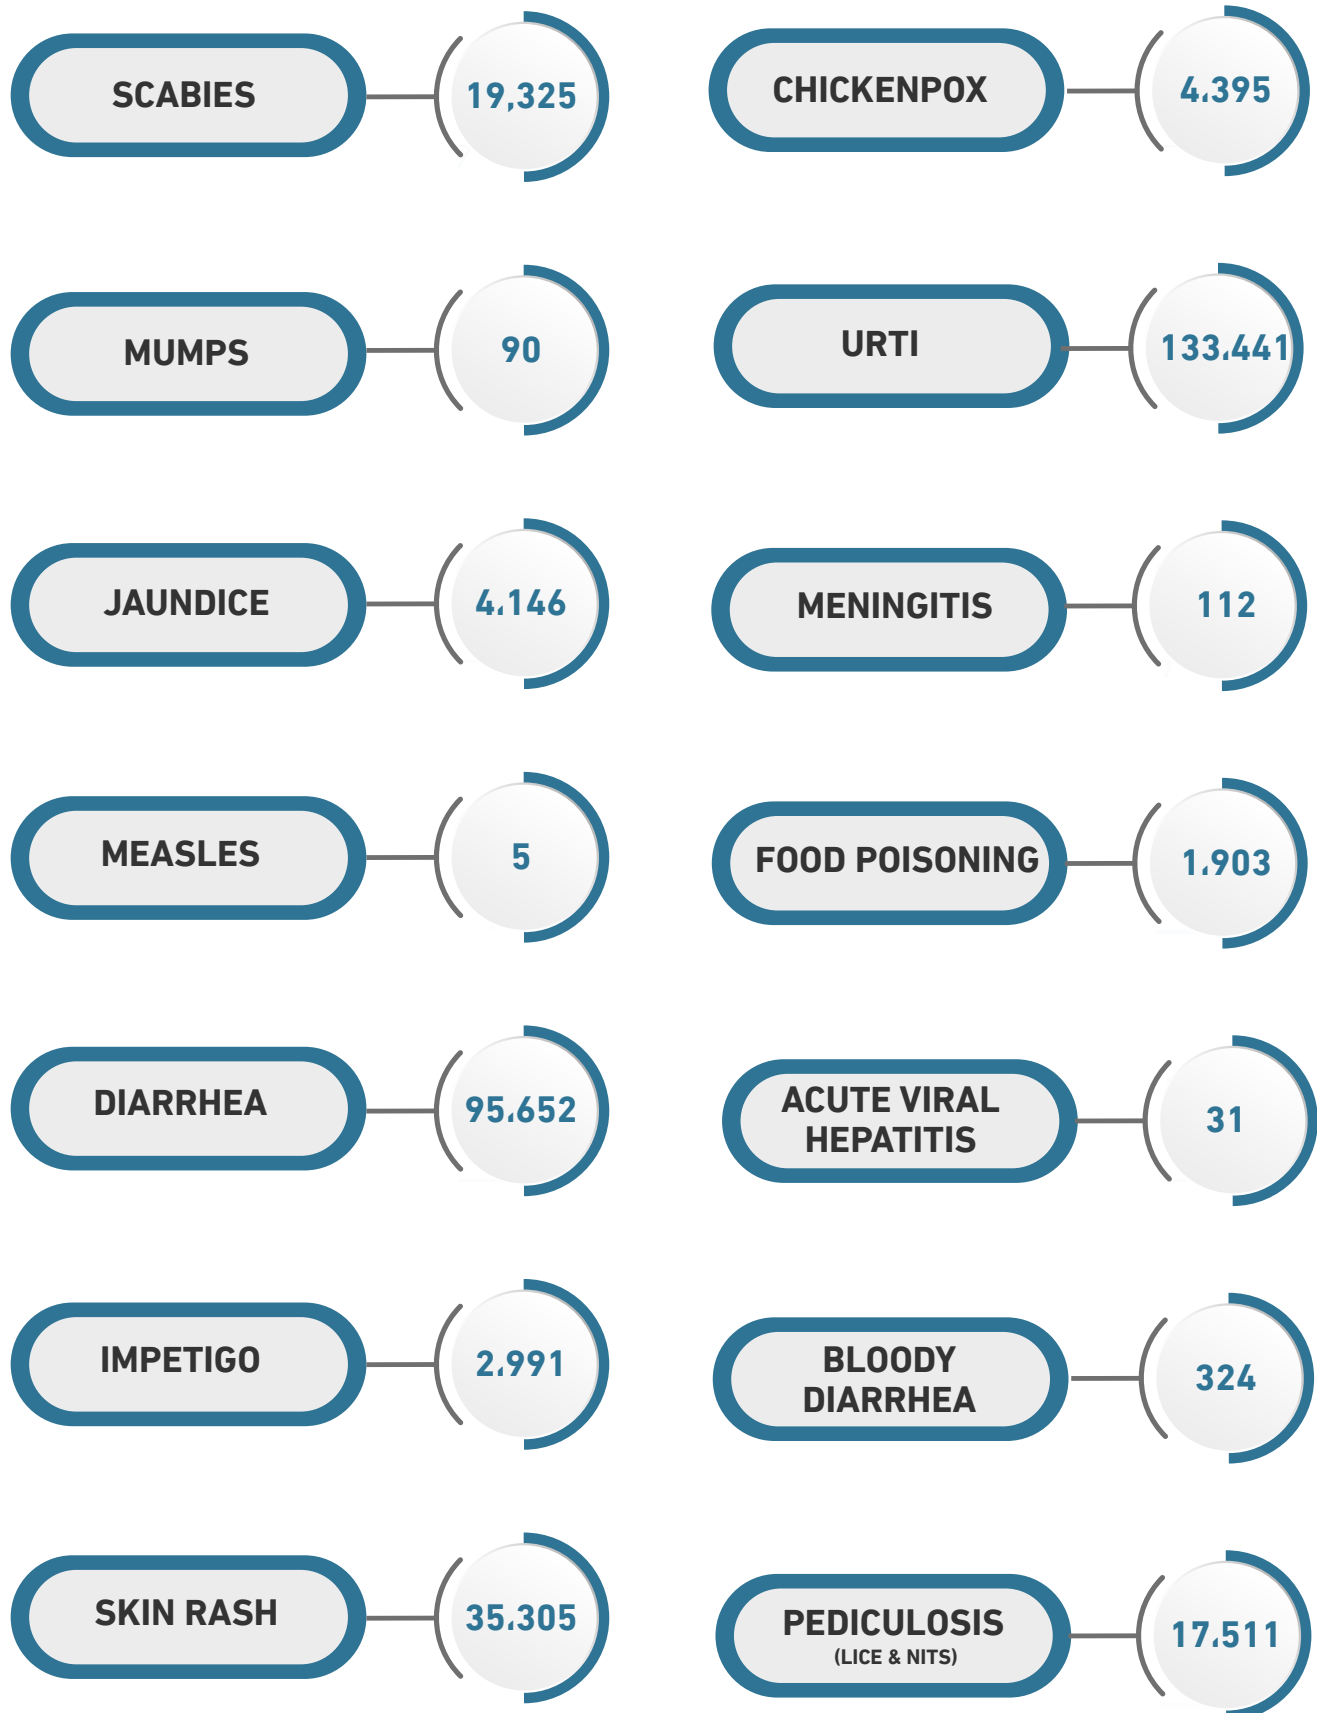 SCABIES
19,325
CHICKENPOX
4،395
MUMPS
90
URTI
133،441
JAUNDICE
4،146
MENINGITIS
112
MEASLES
5
FOOD POISONING
1،903
DIARRHEA
95،652
ACUTE VIRAL
HEPATITIS
31
IMPETIGO
2،991
BLOODY
DIARRHEA
324
SKIN RASH
35،305
PEDICULOSIS
(LICE & NITS)
17،511